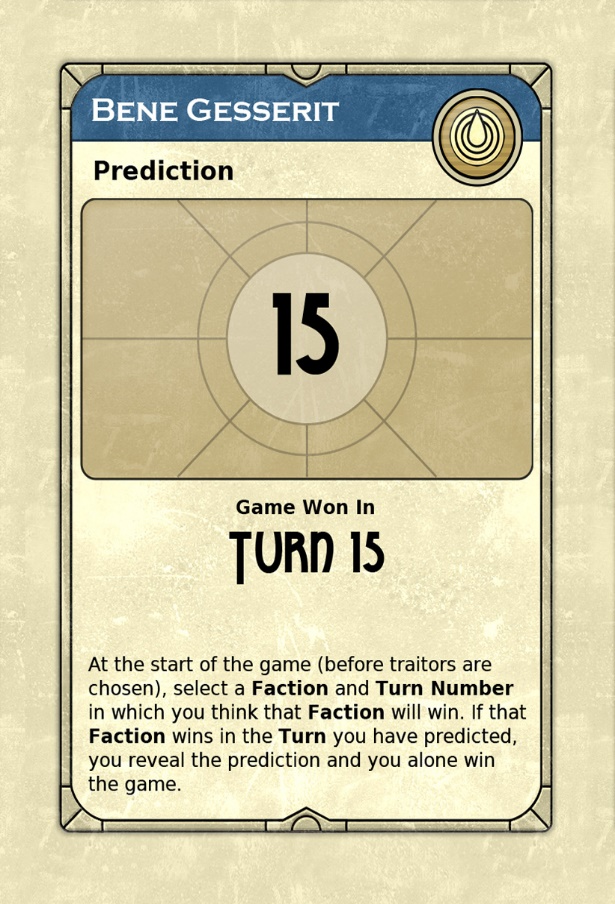 Bene Gesserit
Prediction
15
Game Won In
Turn 15
At the start of the game (before traitors are
chosen), select a Faction and Turn Number
in which you think that Faction will win. If that
Faction wins in the Turn you have predicted,
you reveal the prediction and you alone win
the game.